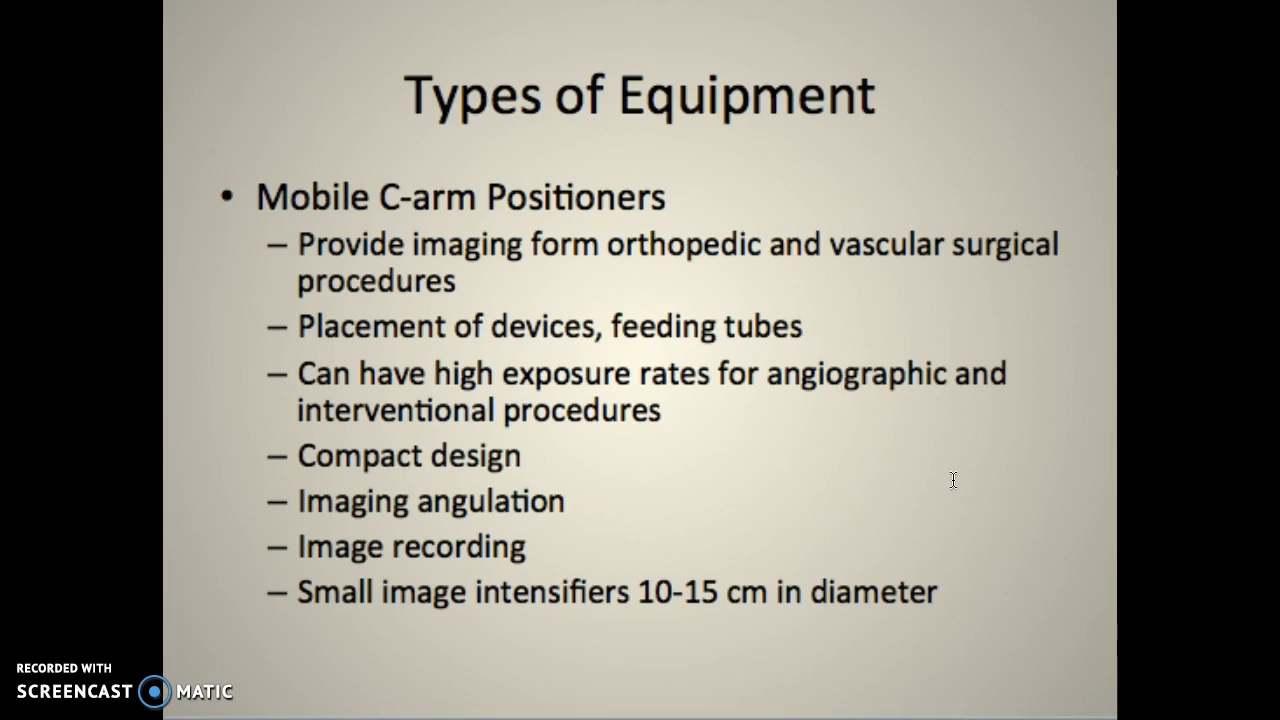 Types of Equipment
• Mobile C-arm Positioners
– Provide imaging form orthopedic and vascular surgical
procedures
– Placement of devices, feeding tubes
– Can have high exposure rates for angiographic and
interventional procedures
– Compact design
– Imaging angulation
– Image recording
– Small image intensifiers 10-15 cm in diameter
RECORDED WITH
SCREENCAST MATIC